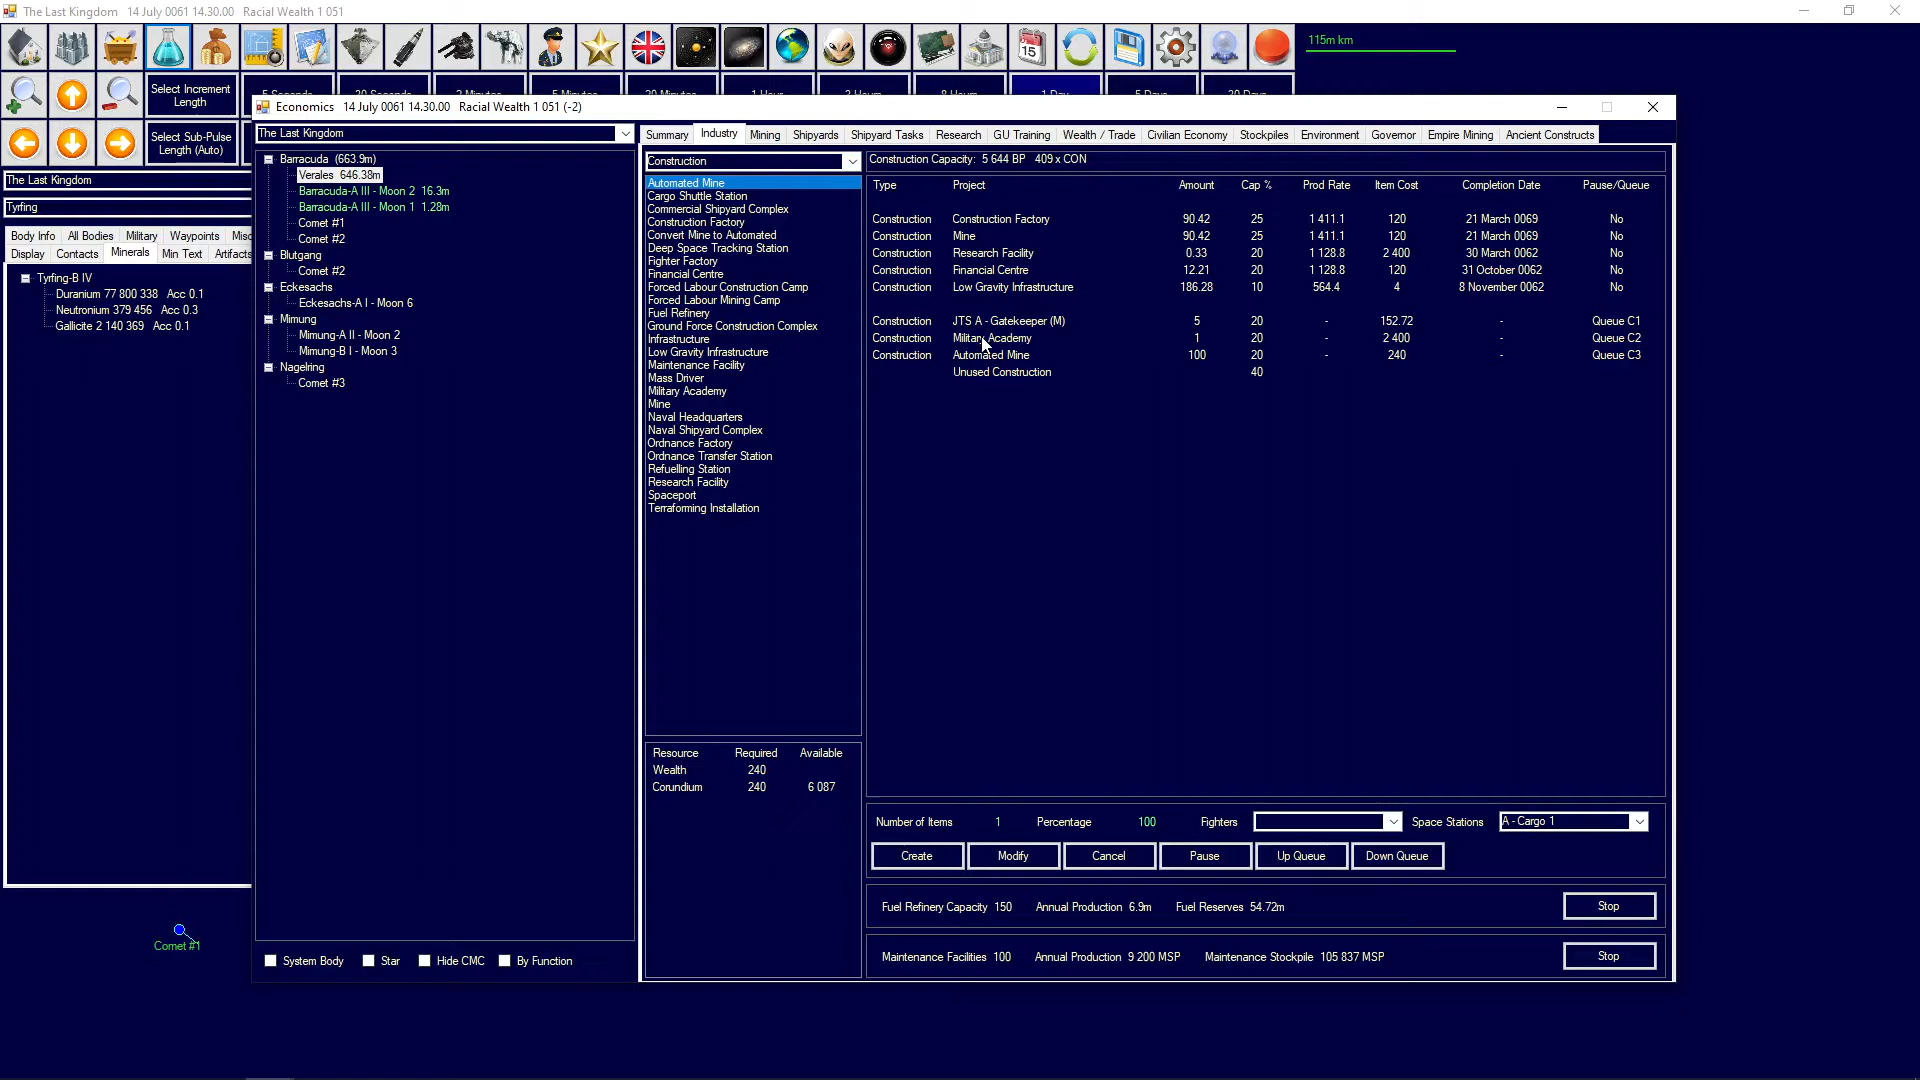 The Last Kingdom 14 July 0061 14.30.00 Racial Wealth 1 051
115m km
Select Increment Length
Select Sub-Pulse Length (Auto)
1 Day
The Last Kingdom
Tyrfing
Body Info All Bodies Military Waypoints Misc
Display Contacts Minerals Min Text Artifacts
Tyrfing-B IV
Duranium 77 800 338 Acc 0.1
Neutronium 379 456 Acc 0.3
Gallicite 2 140 369 Acc 0.1
Comet #1
Economics 14 July 0061 14.30.00 Racial Wealth 1 051 (-2)
The Last Kingdom
Barracuda (663.9m)
Verales 646.38m
Barracuda-A III - Moon 2 16.3m
Barracuda-A III - Moon 1 1.28m
Comet #1
Comet #2
Blutgang
Comet #2
Eckesachs
Eckesachs-A I - Moon 6
Mimung
Mimung-A II - Moon 2
Mimung-B I - Moon 3
Nagelring
Comet #3
System Body Star Hide CMC By Function
Summary Industry Mining Shipyards Shipyard Tasks Research GU Training Wealth / Trade Civilian Economy Stockpiles Environment Governor Empire Mining Ancient Constructs
Construction
Automated Mine
Cargo Shuttle Station
Commercial Shipyard Complex
Construction Factory
Convert Mine to Automated
Deep Space Tracking Station
Fighter Factory
Financial Centre
Forced Labour Construction Camp
Forced Labour Mining Camp
Fuel Refinery
Ground Force Construction Complex
Infrastructure
Low Gravity Infrastructure
Maintenance Facility
Mass Driver
Military Academy
Mine
Naval Headquarters
Naval Shipyard Complex
Ordnance Factory
Ordnance Transfer Station
Refuelling Station
Research Facility
Spaceport
Terraforming Installation
Resource Required Available
Wealth 240
Corundium 240 6 087
Construction Capacity: 5 644 BP 409 x CON
Type Project Amount Cap % Prod Rate Item Cost Completion Date Pause/Queue
Construction Construction Factory 90.42 25 1 411.1 120 21 March 0069 No
Construction Mine 90.42 25 1 411.1 120 21 March 0069 No
Construction Research Facility 0.33 20 1 128.8 2 400 30 March 0062 No
Construction Financial Centre 12.21 20 1 128.8 120 31 October 0062 No
Construction Low Gravity Infrastructure 186.28 10 564.4 4 8 November 0062 No
Construction JTS A - Gatekeeper (M) 5 20 - 152.72 - Queue C1
Construction Military Academy 1 20 - 2 400 - Queue C2
Construction Automated Mine 100 20 - 240 - Queue C3
Unused Construction 40
Number of Items 1 Percentage 100 Fighters Space Stations A - Cargo 1
Create Modify Cancel Pause Up Queue Down Queue
Fuel Refinery Capacity 150 Annual Production 6.9m Fuel Reserves 54.72m Stop
Maintenance Facilities 100 Annual Production 9 200 MSP Maintenance Stockpile 105 837 MSP Stop